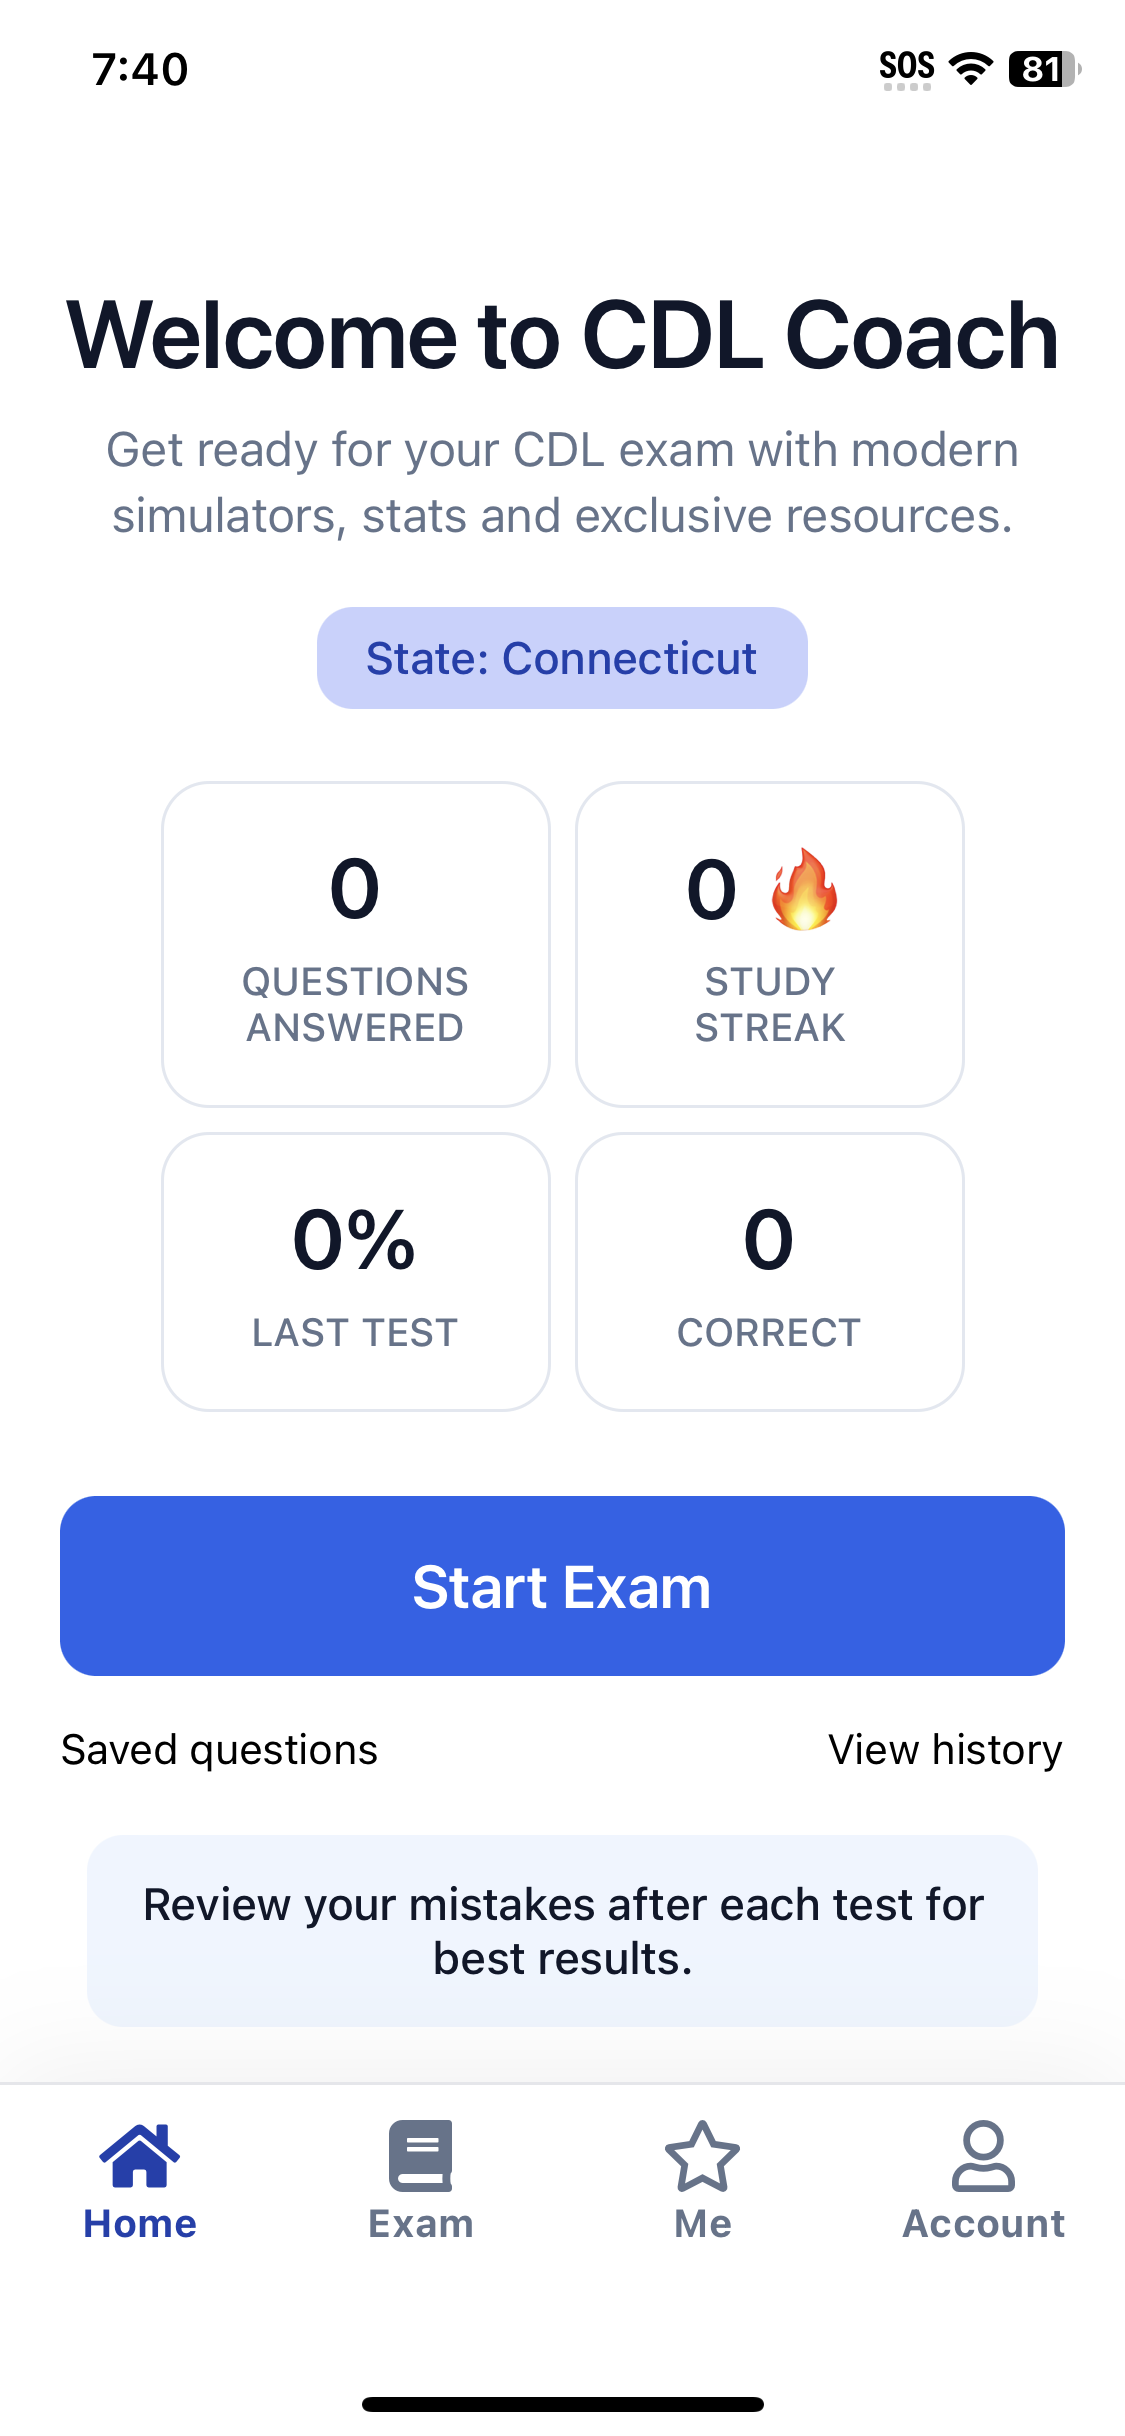 7:40
SOS
81
Welcome to CDL Coach
Get ready for your CDL exam with modern
simulators, stats and exclusive resources.
State: Connecticut
0
QUESTIONS
ANSWERED
0 🔥
STUDY
STREAK
0%
LAST TEST
0
CORRECT
Start Exam
Saved questions
View history
Review your mistakes after each test for
best results.
Home
Exam
Me
Account